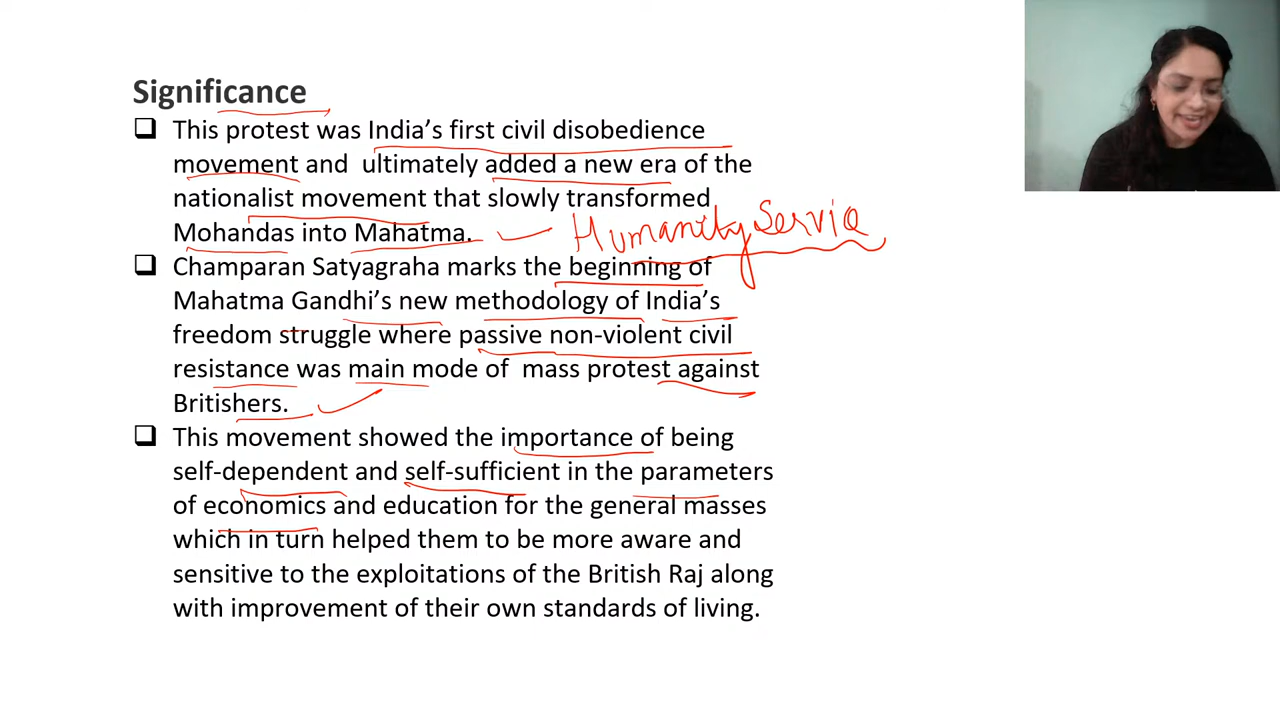 Significance
❑ This protest was India's first civil disobedience
movement and ultimately added a new era of the
nationalist movement that slowly transformed
Mohandas into Mahatma. Humanity Service
❑ Champaran Satyagraha marks the beginning of
Mahatma Gandhi's new methodology of India's
freedom struggle where passive non-violent civil
resistance was main mode of mass protest against
Britishers.
❑ This movement showed the importance of being
self-dependent and self-sufficient in the parameters
of economics and education for the general masses
which in turn helped them to be more aware and
sensitive to the exploitations of the British Raj along
with improvement of their own standards of living.